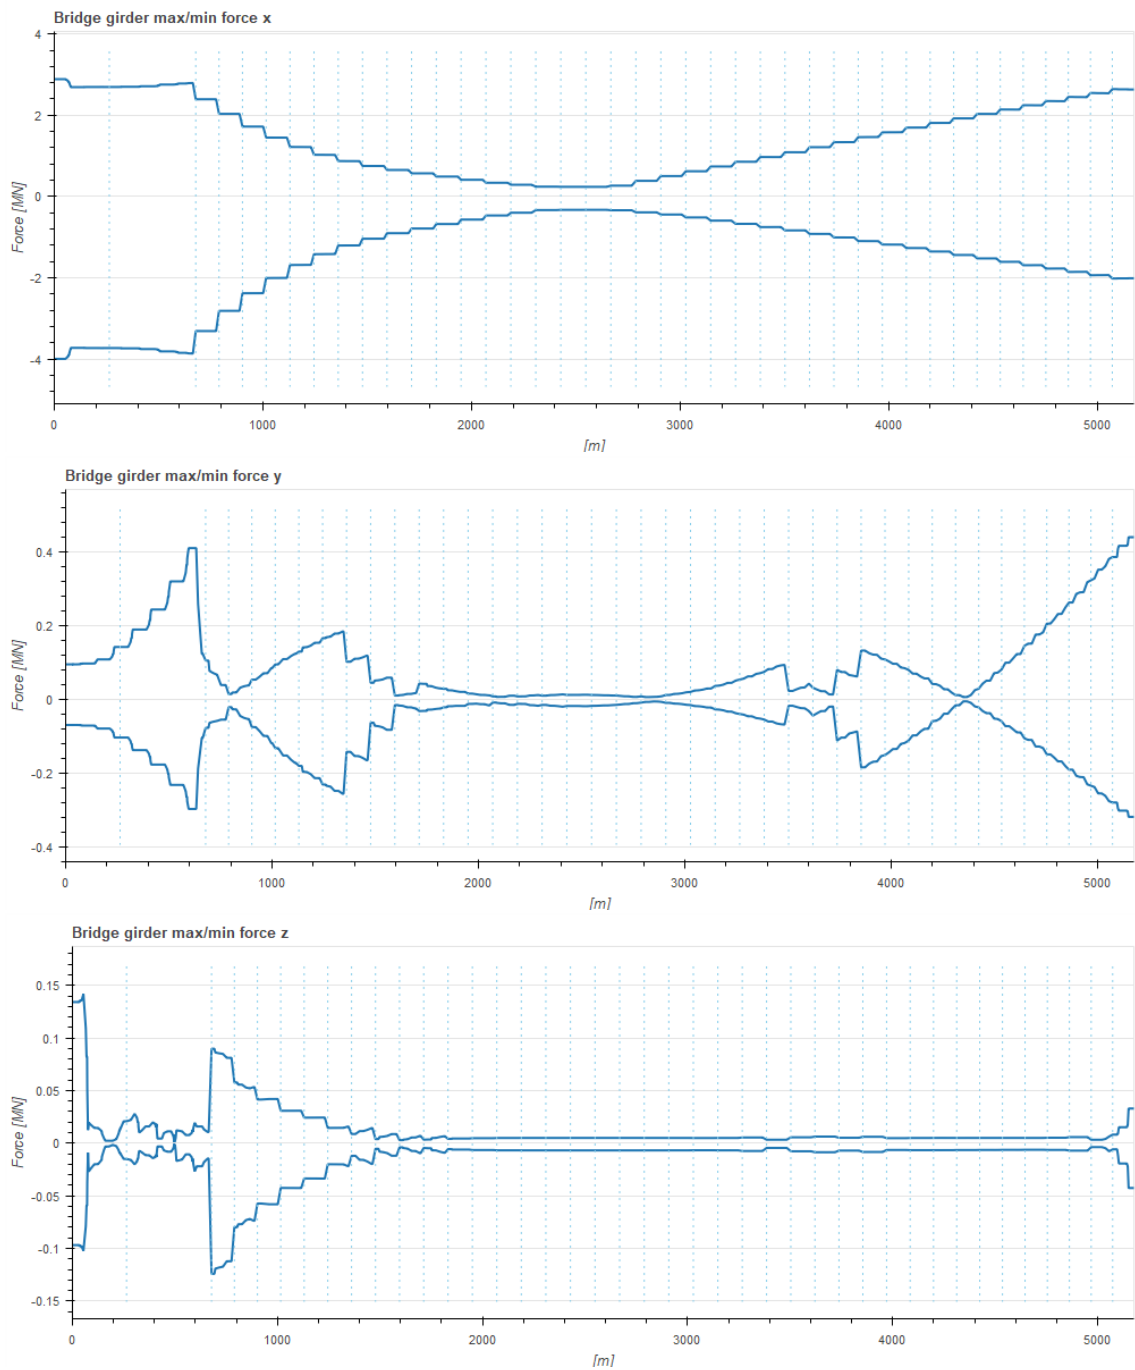 Bridge girder max/min force x
4
2
0
-2
-4
Force [MN]
0 1000 2000 3000 4000 5000
[m]
Bridge girder max/min force y
0.4
0.2
0
-0.2
-0.4
Force [MN]
0 1000 2000 3000 4000 5000
[m]
Bridge girder max/min force z
0.15
0.1
0.05
0
-0.05
-0.1
-0.15
Force [MN]
0 1000 2000 3000 4000 5000
[m]